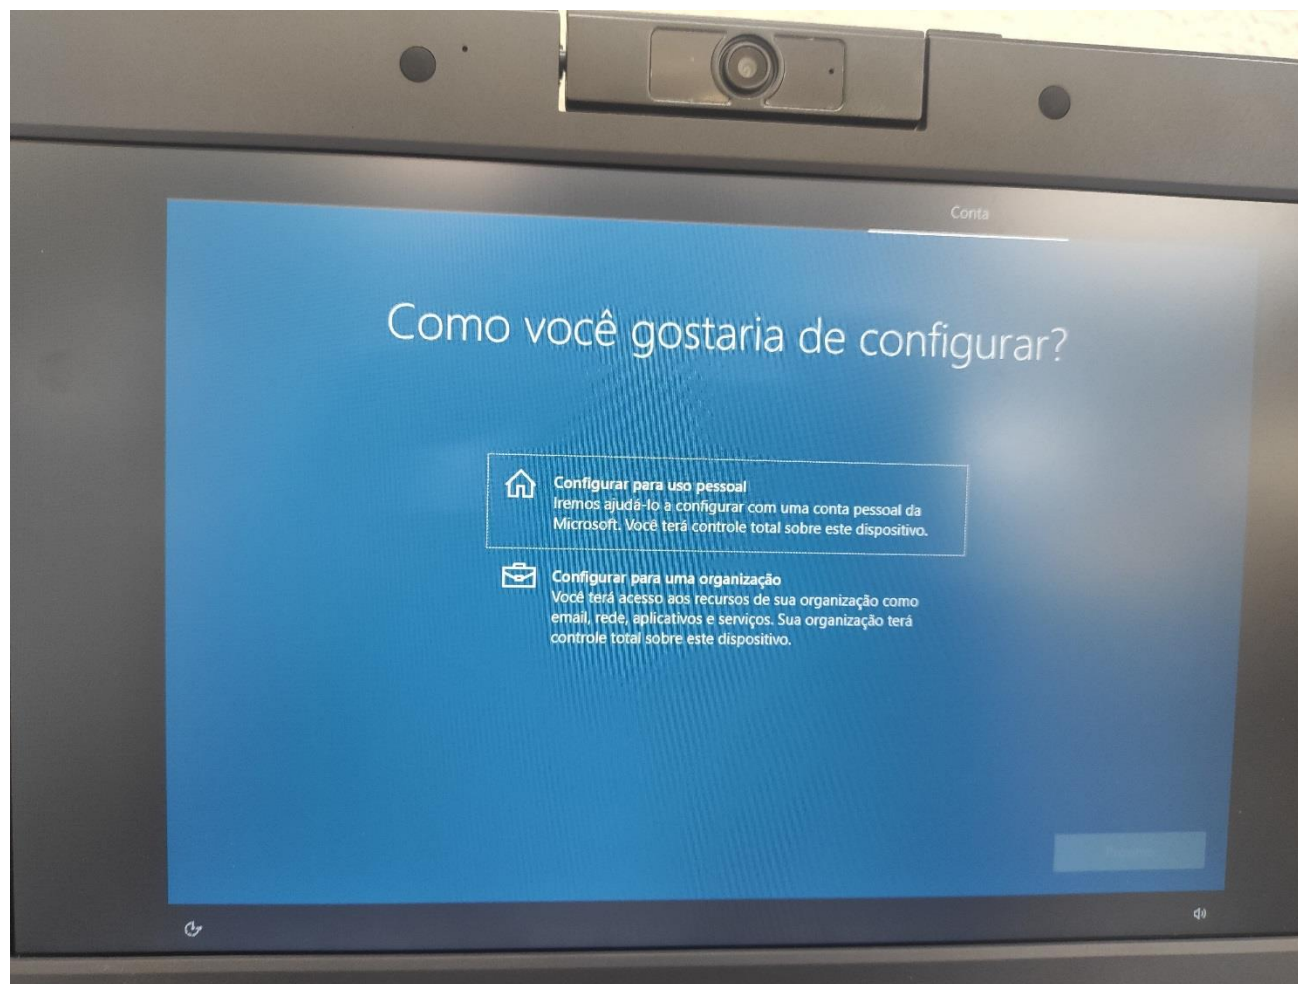 Conta
Como você gostaria de configurar?
Configurar para uso pessoal
Iremos ajudá-lo a configurar com uma conta pessoal da
Microsoft. Você terá controle total sobre este dispositivo.
Configurar para uma organização
Você terá acesso aos recursos de sua organização como
email, rede, aplicativos e serviços. Sua organização terá
controle total sobre este dispositivo.